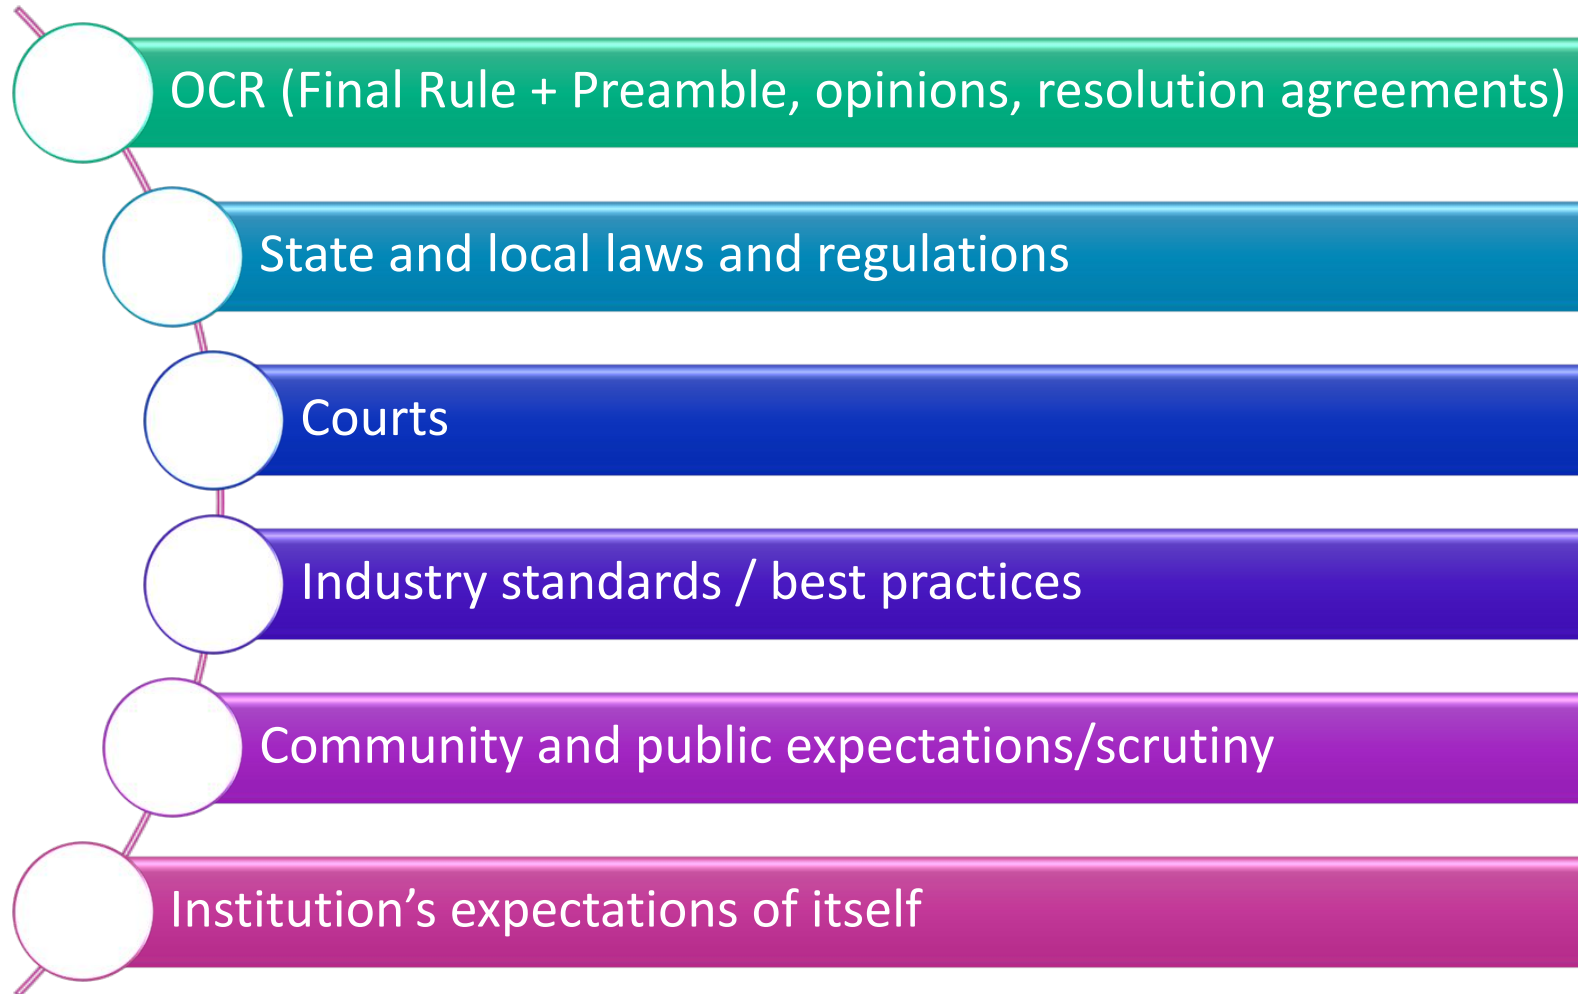 OCR (Final Rule + Preamble, opinions, resolution agreements)
State and local laws and regulations
Courts
Industry standards / best practices
Community and public expectations/scrutiny
Institution’s expectations of itself